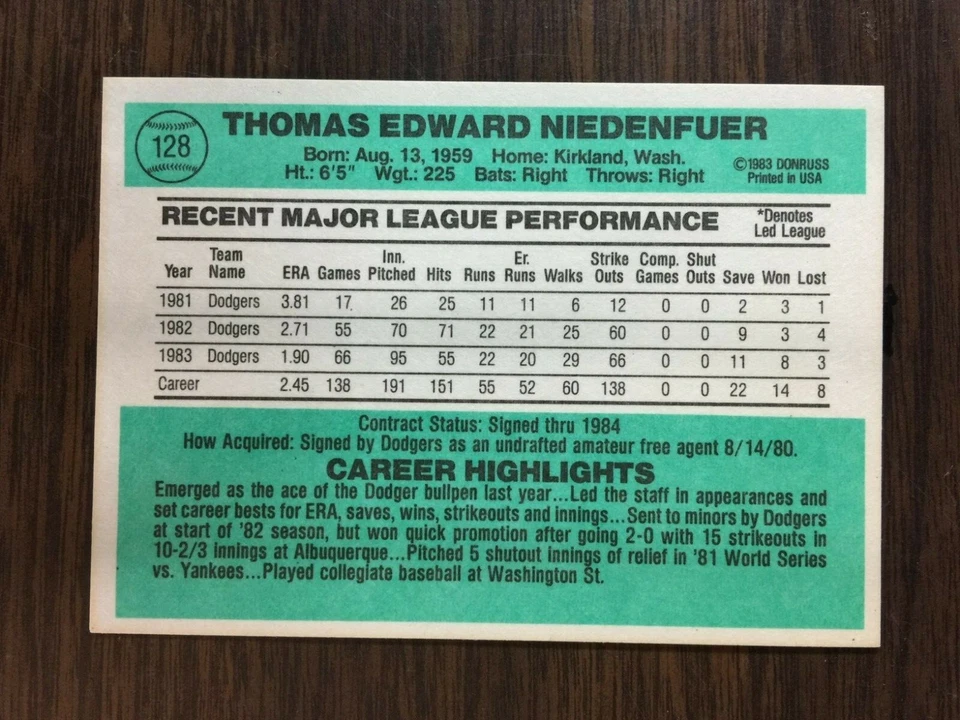 128
THOMAS EDWARD NIEDENFUER
Born: Aug. 13, 1959 Home: Kirkland, Wash.
Ht.: 6'5" Wgt.: 225 Bats: Right Throws: Right
©1983 DONRUSS
Printed in USA
RECENT MAJOR LEAGUE PERFORMANCE
*Denotes
Led League
Year Team Name ERA Games Inn. Pitched Hits Runs Er. Runs Walks Strike Outs Comp. Games Shut Outs Save Won Lost
1981 Dodgers 3.81 17 26 25 11 11 6 12 0 0 2 3 1
1982 Dodgers 2.71 55 70 71 22 21 25 60 0 0 9 3 4
1983 Dodgers 1.90 66 95 55 22 20 29 66 0 0 11 8 3
Career 2.45 138 191 151 55 52 60 138 0 0 22 14 8
Contract Status: Signed thru 1984
How Acquired: Signed by Dodgers as an undrafted amateur free agent 8/14/80.
CAREER HIGHLIGHTS
Emerged as the ace of the Dodger bullpen last year...Led the staff in appearances and
set career bests for ERA, saves, wins, strikeouts and innings...Sent to minors by Dodgers
at start of '82 season, but won quick promotion after going 2-0 with 15 strikeouts in
10-2/3 innings at Albuquerque...Pitched 5 shutout innings of relief in '81 World Series
vs. Yankees...Played collegiate baseball at Washington St.